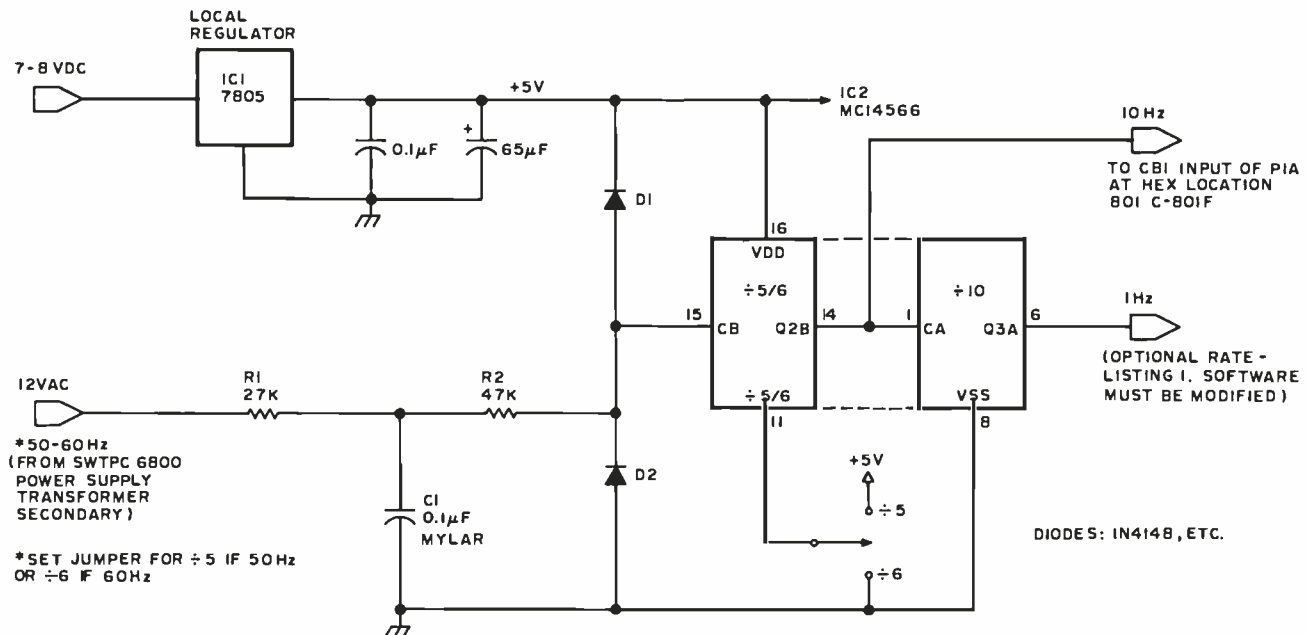 LOCAL
REGULATOR
7-8 VDC
IC1
7805
+5V
IC2
MC14566
+
0.1µF
65µF
10Hz
TO CB1 INPUT OF PIA
AT HEX LOCATION
801 C-801F
D1
16
VDD
÷5/6
÷10
15
CB
Q2B
14
1
CA
Q3A
6
1Hz
(OPTIONAL RATE-
LISTING 1. SOFTWARE
MUST BE MODIFIED)
12VAC
R1
27K
R2
47K
÷5/6
VSS
11
8
*50-60Hz
(FROM SWTPC 6800
POWER SUPPLY
TRANSFORMER
SECONDARY)
+5V
D2
C1
0.1µF
MYLAR
÷5
DIODES: 1N4148, ETC.
*SET JUMPER FOR ÷5 IF 50Hz
OR ÷6 IF 60Hz
÷6